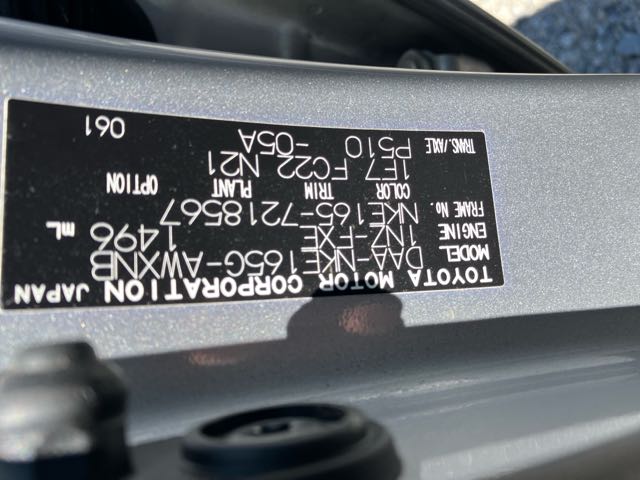 TOYOTA MOTOR CORPORATION JAPAN
MODEL DAA-NKE165G-AWXNB
ENGINE 1NZ-FXE 1496 mL
FRAME No. NKE165-7218567
COLOR TRIM PLANT OPTION
1E7 FC22 N21
TRANS./AXLE P510 -05A
061